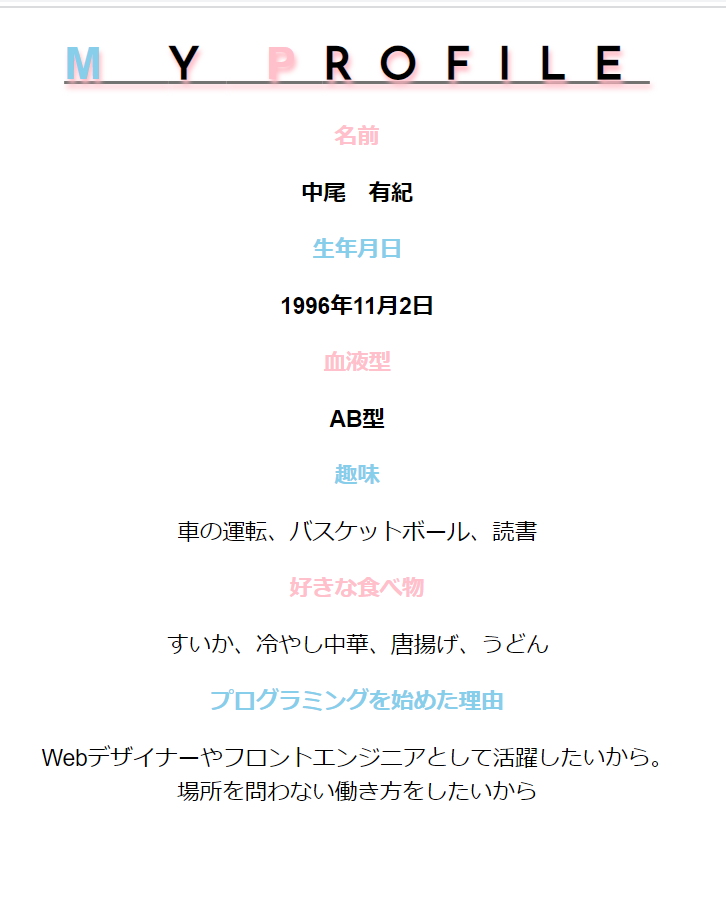 MY PROFILE
名前
中尾　有紀
生年月日
1996年11月2日
血液型
AB型
趣味
車の運転、バスケットボール、読書
好きな食べ物
すいか、冷やし中華、唐揚げ、うどん
プログラミングを始めた理由
Webデザイナーやフロントエンジニアとして活躍したいから。
場所を問わない働き方をしたいから